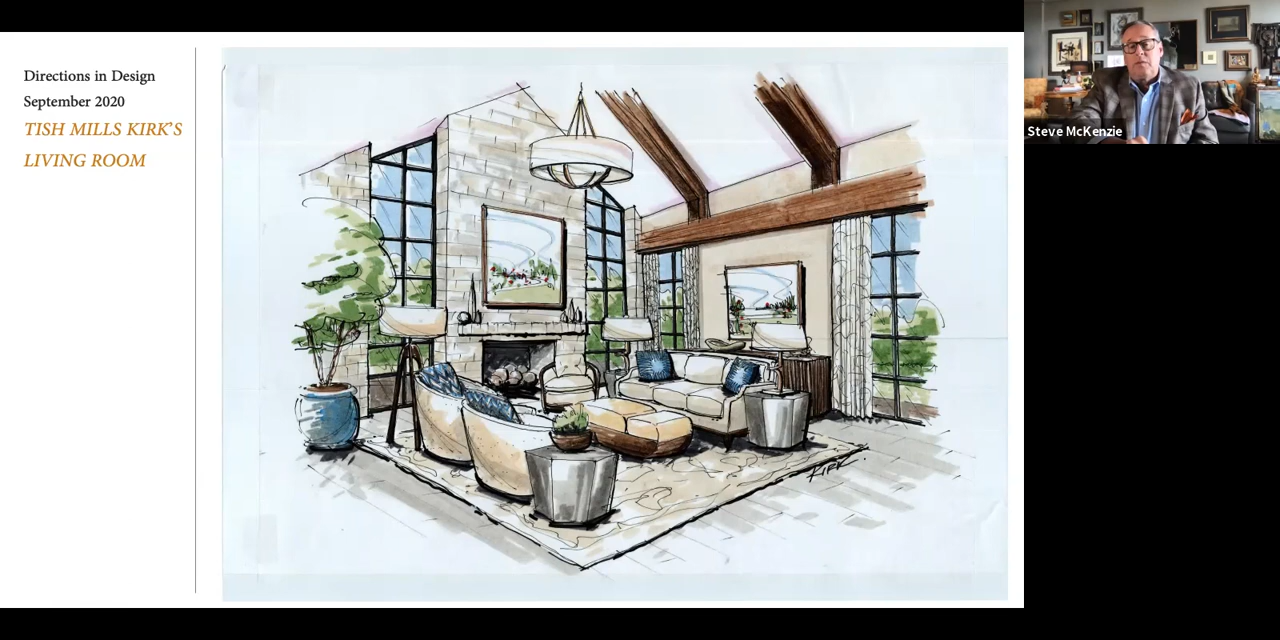 Directions in Design
September 2020
TISH MILLS KIRK'S
LIVING ROOM
KIRK
Steve McKenzie